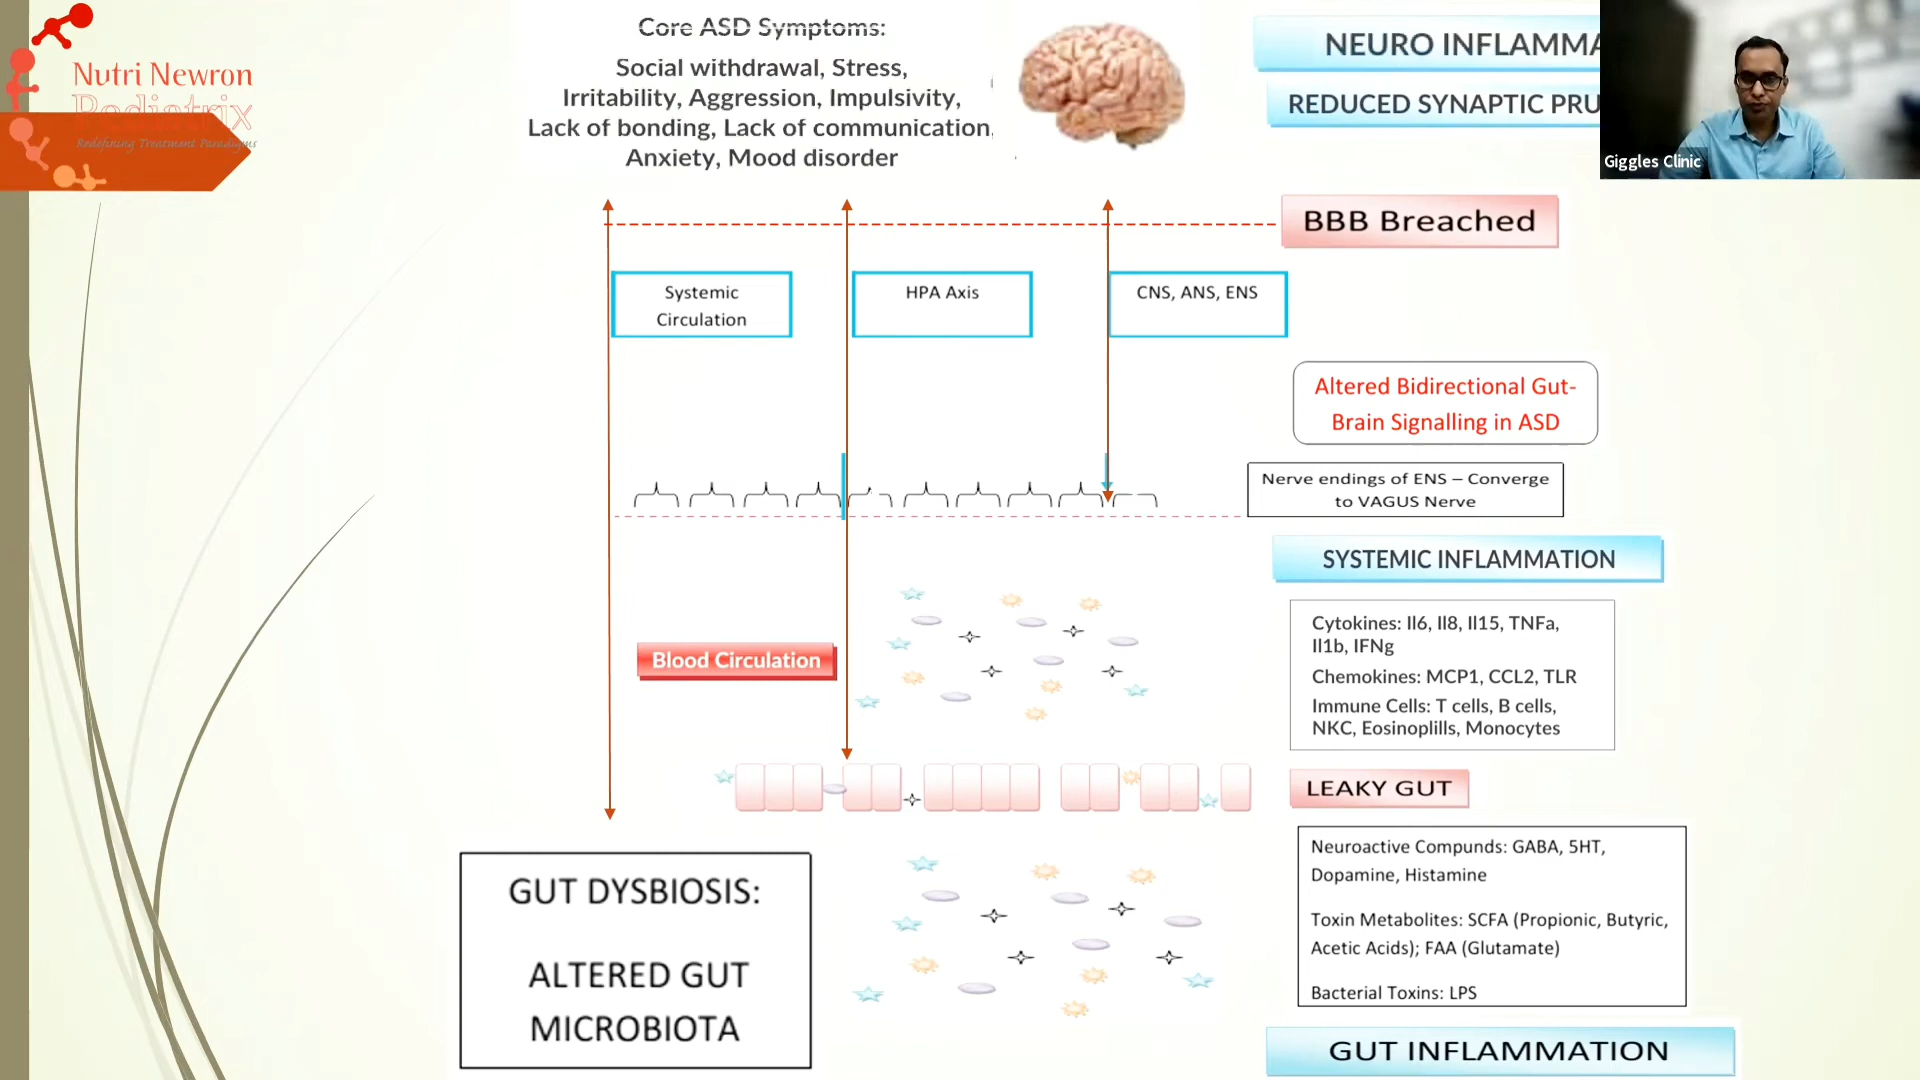 Nutri Newron
Pediatrix
Redefining Treatment Paradigms
Core ASD Symptoms:
Social withdrawal, Stress,
Irritability, Aggression, Impulsivity,
Lack of bonding, Lack of communication,
Anxiety, Mood disorder
NEURO INFLAMMA
REDUCED SYNAPTIC PRU
Giggles Clinic
BBB Breached
Systemic
Circulation
HPA Axis
CNS, ANS, ENS
Altered Bidirectional Gut-
Brain Signalling in ASD
Nerve endings of ENS – Converge
to VAGUS Nerve
SYSTEMIC INFLAMMATION
Cytokines: Il6, Il8, Il15, TNFa,
Il1b, IFNg
Chemokines: MCP1, CCL2, TLR
Immune Cells: T cells, B cells,
NKC, Eosinoplills, Monocytes
Blood Circulation
LEAKY GUT
Neuroactive Compunds: GABA, 5HT,
Dopamine, Histamine
Toxin Metabolites: SCFA (Propionic, Butyric,
Acetic Acids); FAA (Glutamate)
Bacterial Toxins: LPS
GUT DYSBIOSIS:
ALTERED GUT
MICROBIOTA
GUT INFLAMMATION